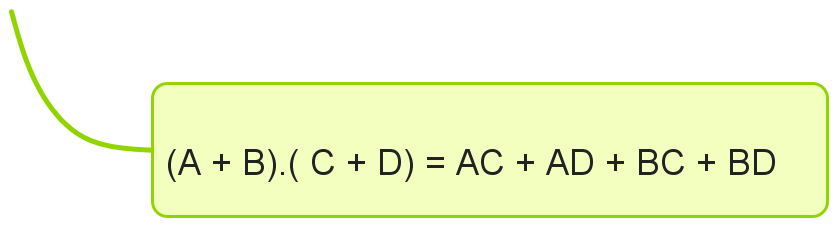 (A + B).( C + D) = AC + AD + BC + BD